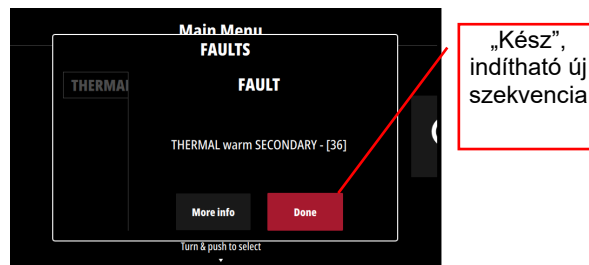 Main Menu
FAULTS
THERMA
FAULT
THERMAL warm SECONDARY - [36]
More info
Done
Turn & push to select
„Kész”,
indítható új
szekvencia